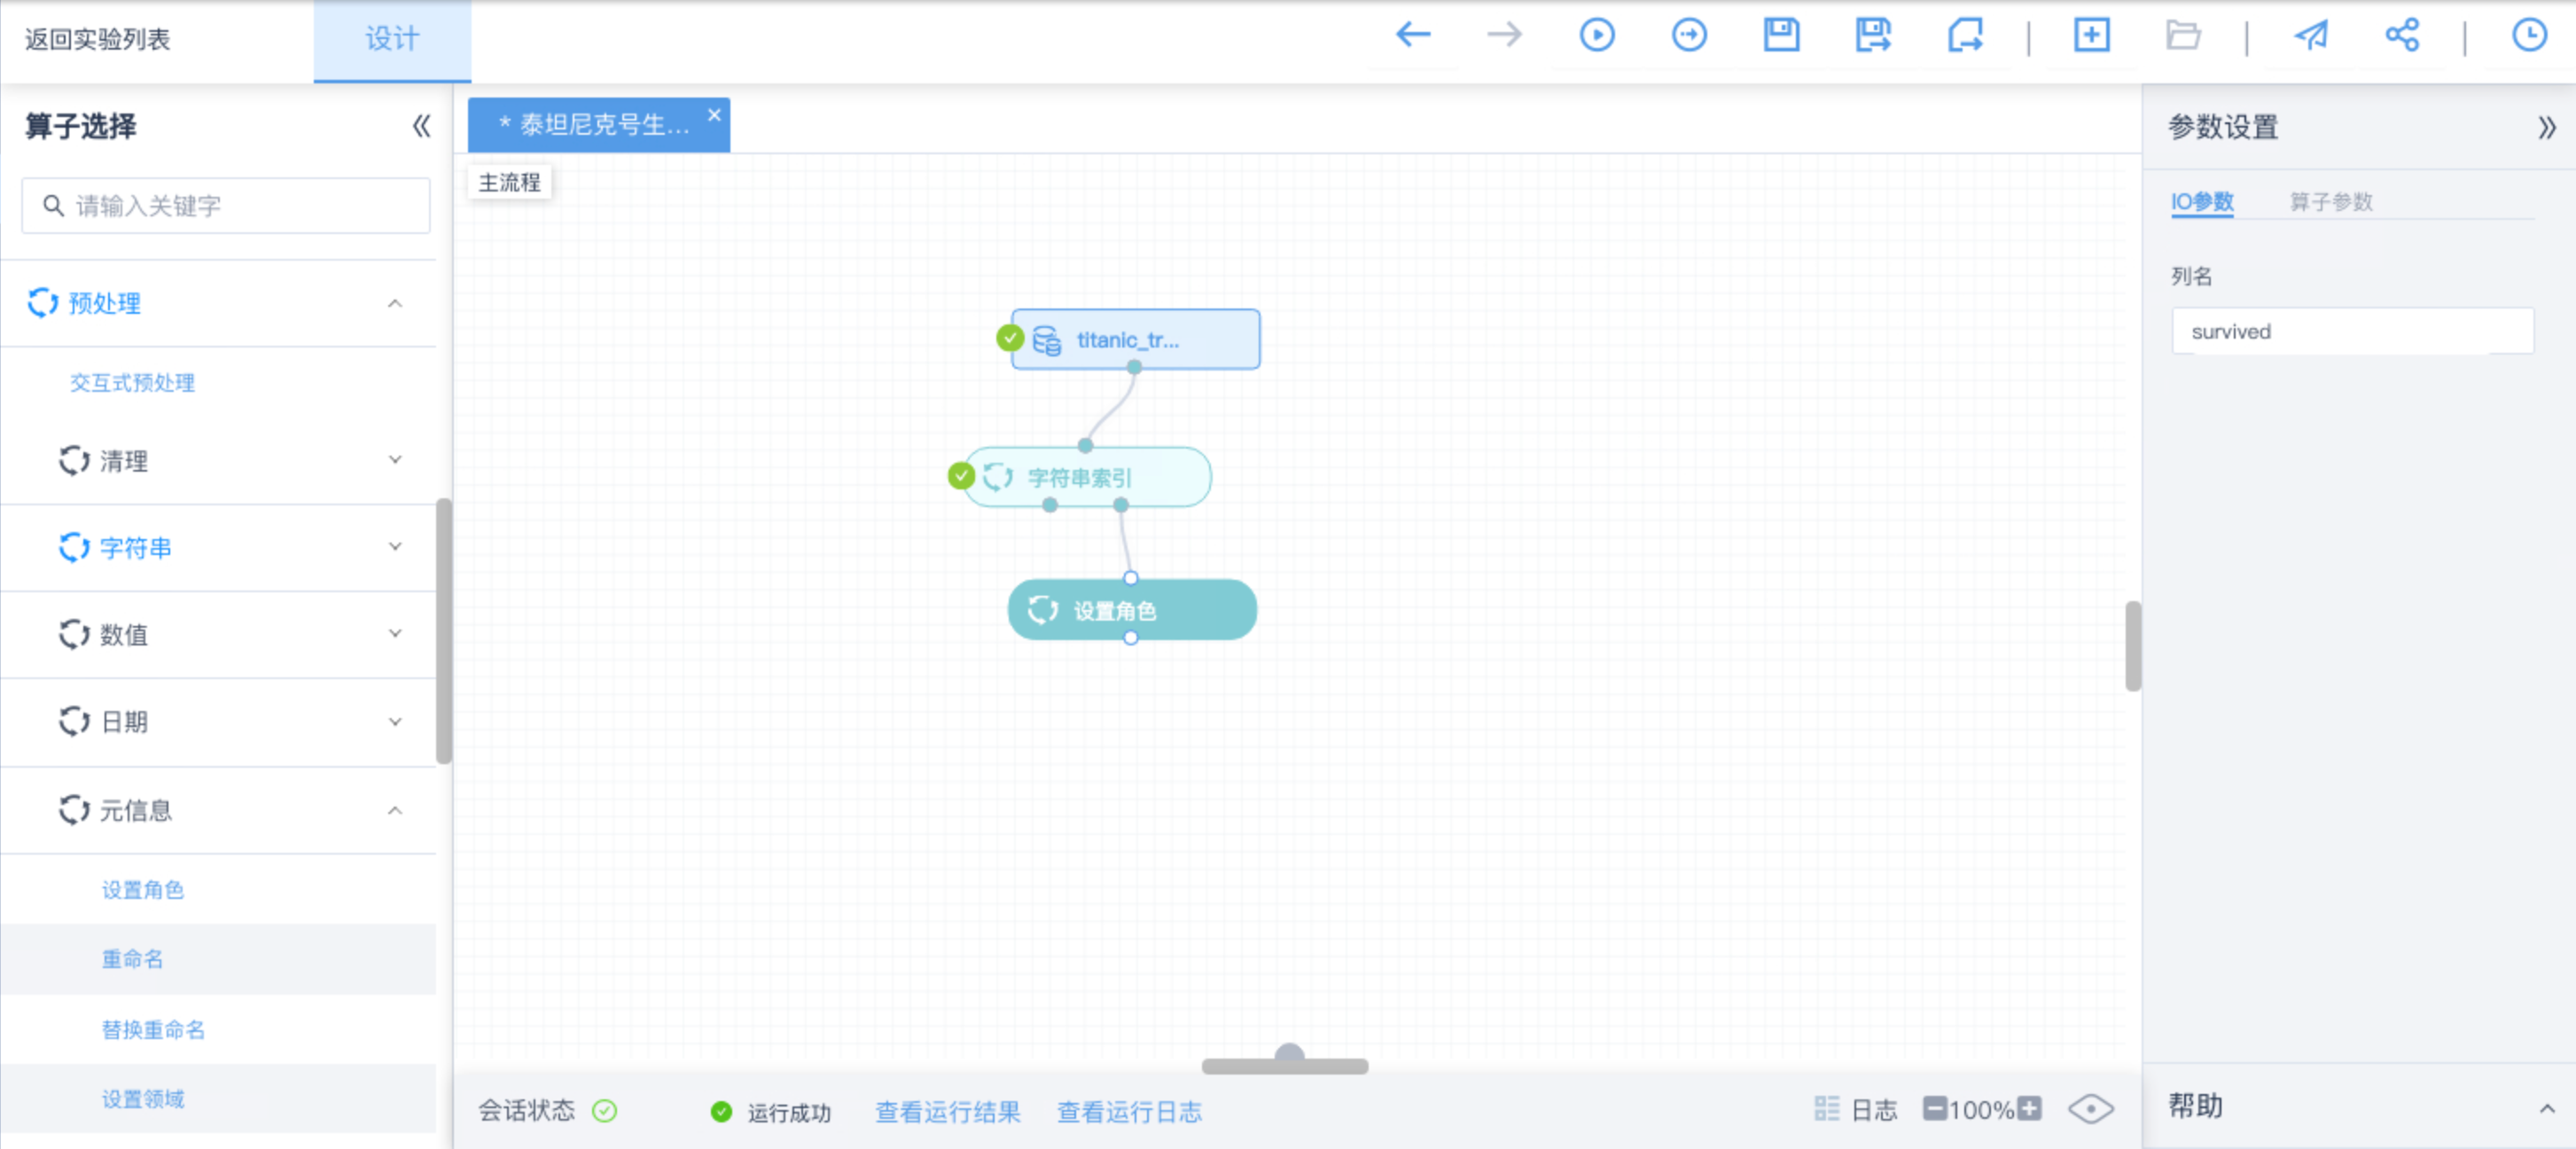 返回实验列表
设计
算子选择
* 泰坦尼克号生...
参数设置
主流程
请输入关键字
IO参数
算子参数
列名
survived
预处理
交互式预处理
清理
字符串
数值
日期
元信息
设置角色
重命名
替换重命名
设置领域
titanic_tr...
字符串索引
设置角色
会话状态
运行成功
查看运行结果
查看运行日志
日志
100%
帮助